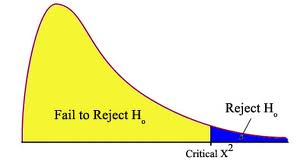 Fail to Reject Hₒ
Reject Hₒ
Critical X²